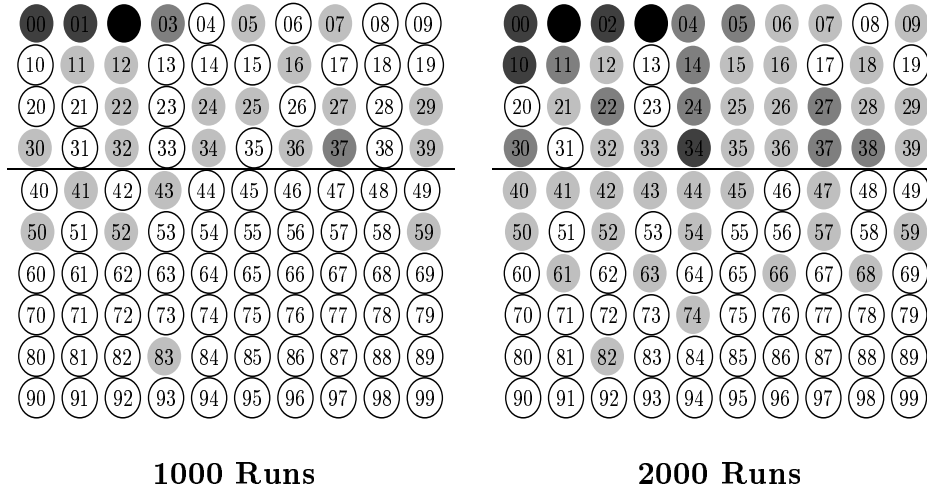 00 01 03 04 05 06 07 08 09
10 11 12 13 14 15 16 17 18 19
20 21 22 23 24 25 26 27 28 29
30 31 32 33 34 35 36 37 38 39
40 41 42 43 44 45 46 47 48 49
50 51 52 53 54 55 56 57 58 59
60 61 62 63 64 65 66 67 68 69
70 71 72 73 74 75 76 77 78 79
80 81 82 83 84 85 86 87 88 89
90 91 92 93 94 95 96 97 98 99
1000 Runs
00 02 04 05 06 07 08 09
10 11 12 13 14 15 16 17 18 19
20 21 22 23 24 25 26 27 28 29
30 31 32 33 34 35 36 37 38 39
40 41 42 43 44 45 46 47 48 49
50 51 52 53 54 55 56 57 58 59
60 61 62 63 64 65 66 67 68 69
70 71 72 73 74 75 76 77 78 79
80 81 82 83 84 85 86 87 88 89
90 91 92 93 94 95 96 97 98 99
2000 Runs